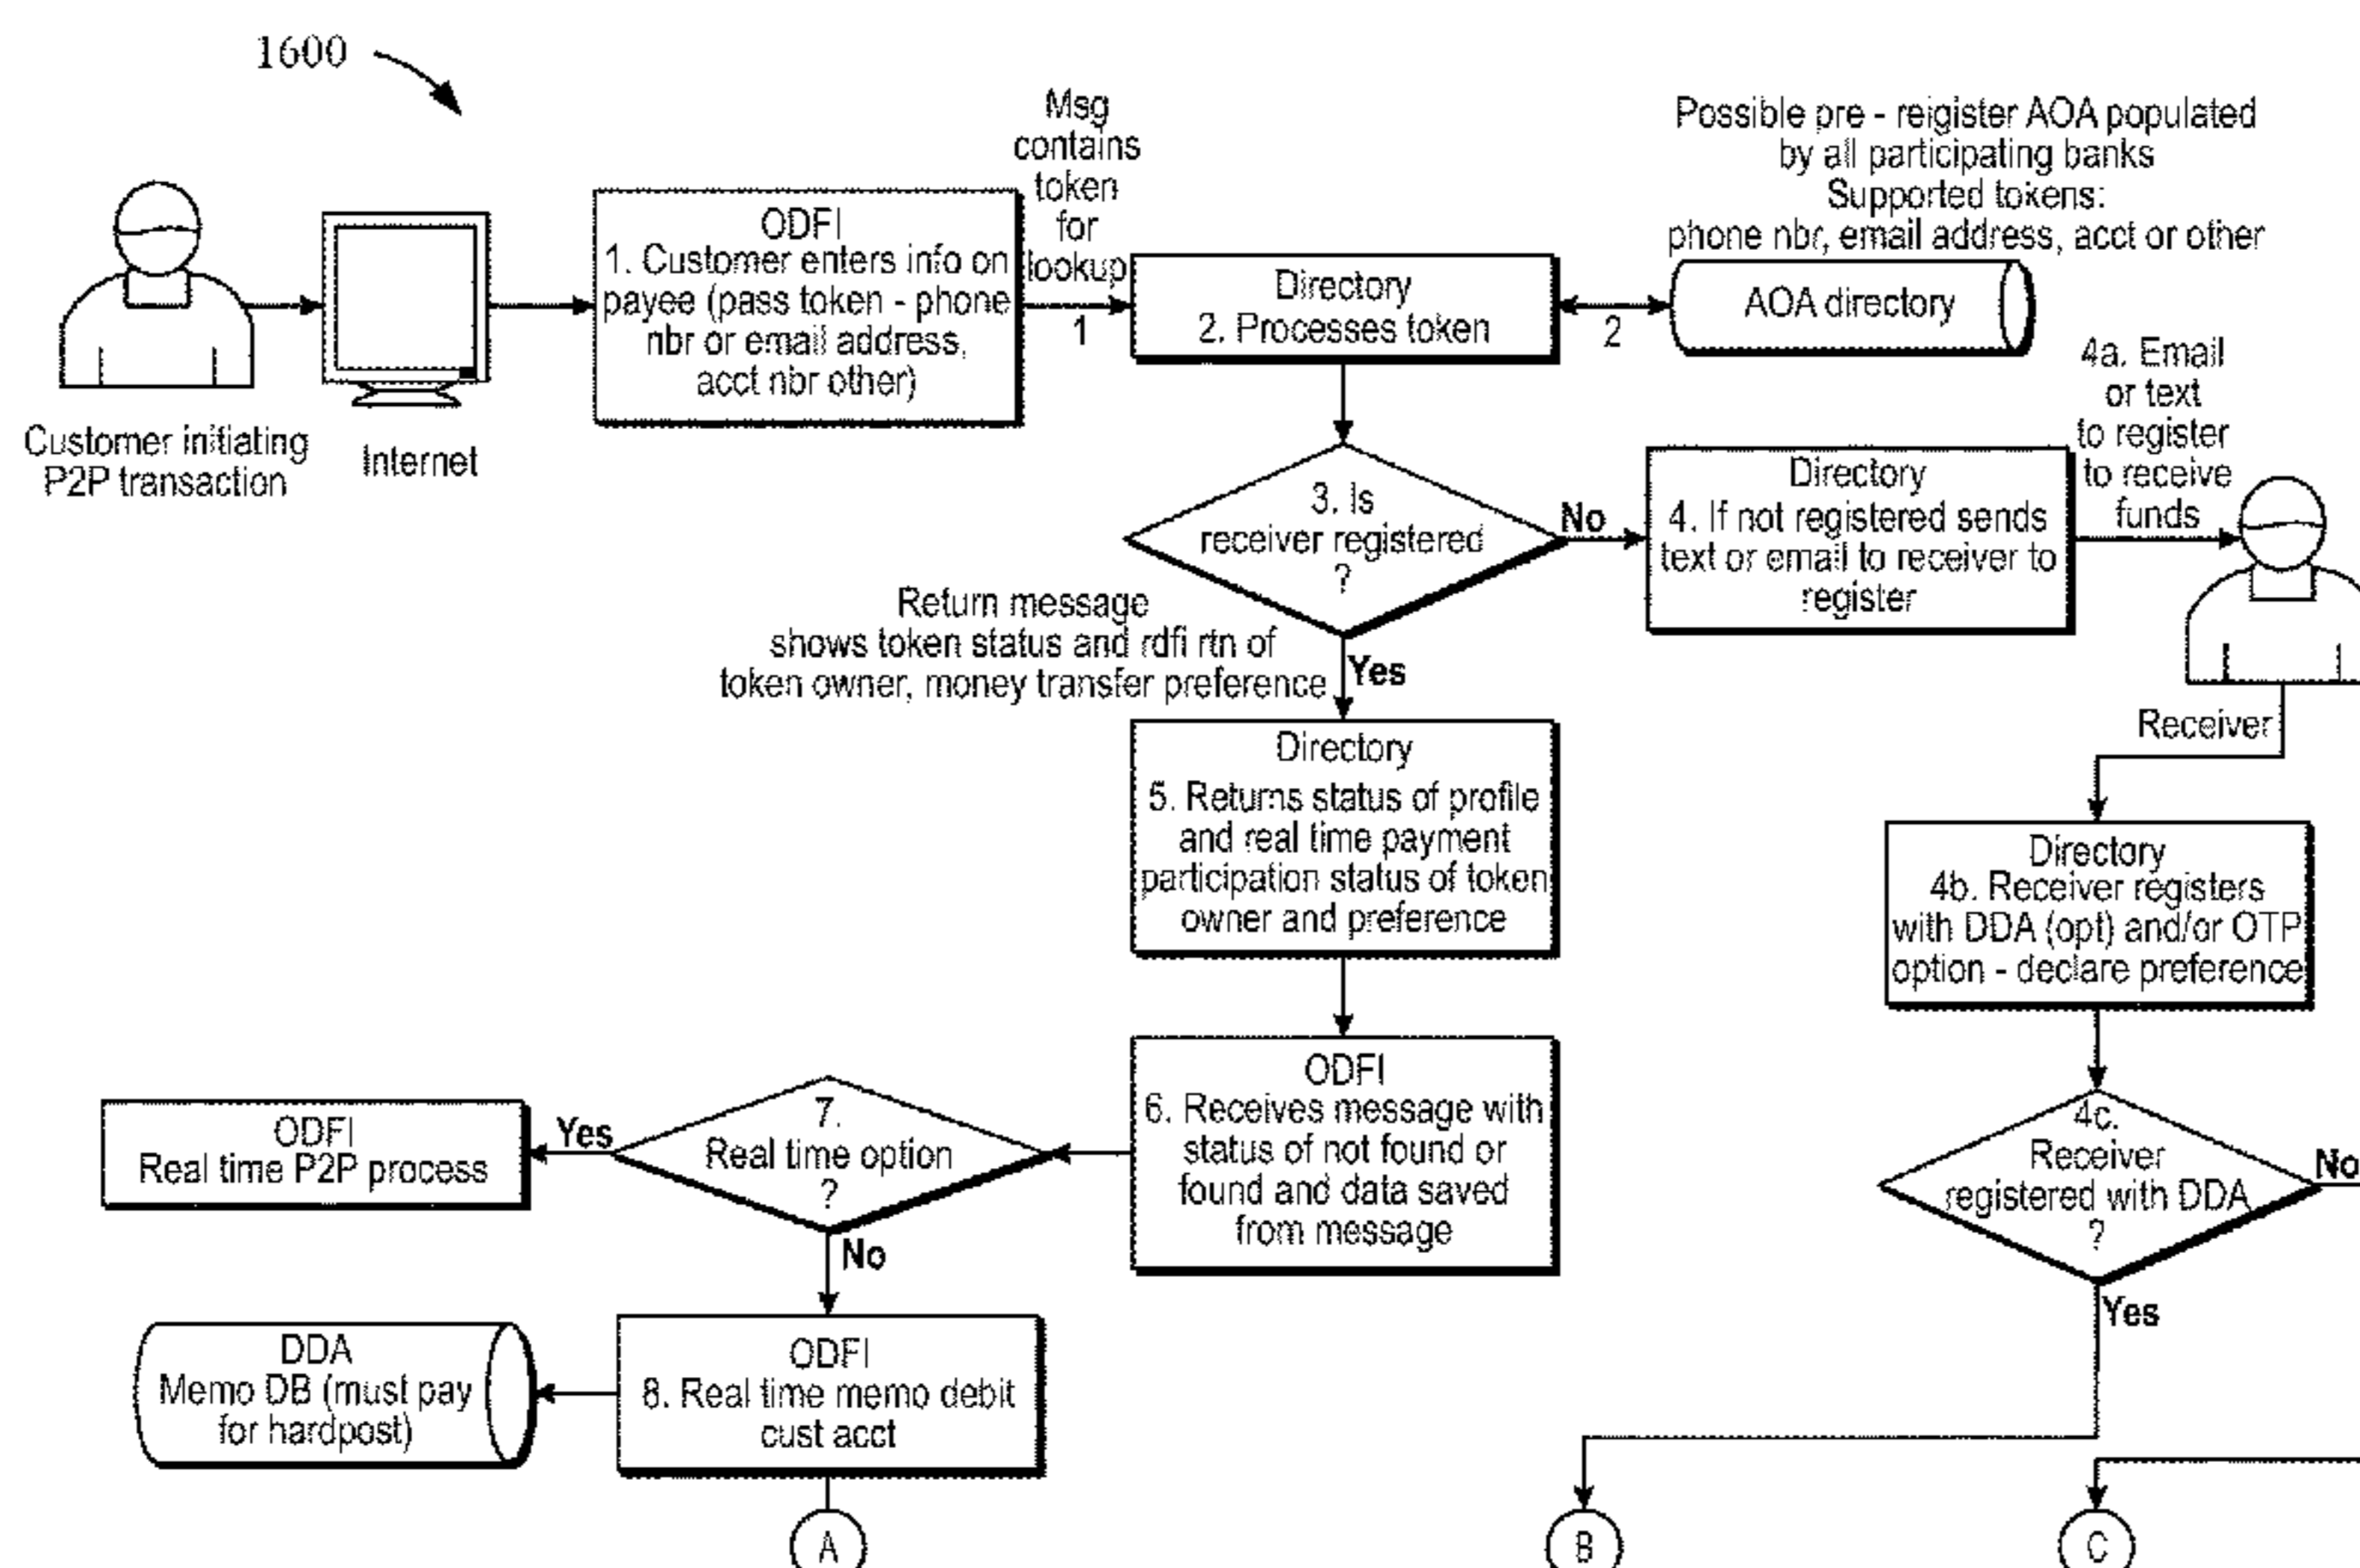 1600
Msg
contains
token
for
lookup
1
Possible pre - reigister AOA populated
by all participating banks
Supported tokens:
phone nbr, email address, acct or other
Customer initiating
P2P transaction
Internet
ODFI
1. Customer enters info on
payee (pass token - phone
nbr or email address,
acct nbr other)
Directory
2. Processes token
2
AOA directory
4a. Email
or text
to register
to receive
funds
3. Is
receiver registered
?
No
Directory
4. If not registered sends
text or email to receiver to
register
Return message
shows token status and rdfi rtn of
token owner, money transfer preference
Yes
Receiver
Directory
5. Returns status of profile
and real time payment
participation status of token
owner and preference
Directory
4b. Receiver registers
with DDA (opt) and/or OTP
option - declare preference
ODFI
6. Receives message with
status of not found or
found and data saved
from message
7.
Real time option
?
Yes
ODFI
Real time P2P process
No
4c.
Receiver
registered with DDA
?
No
Yes
DDA
Memo DB (must pay
for hardpost)
ODFI
8. Real time memo debit
cust acct
A
B
C